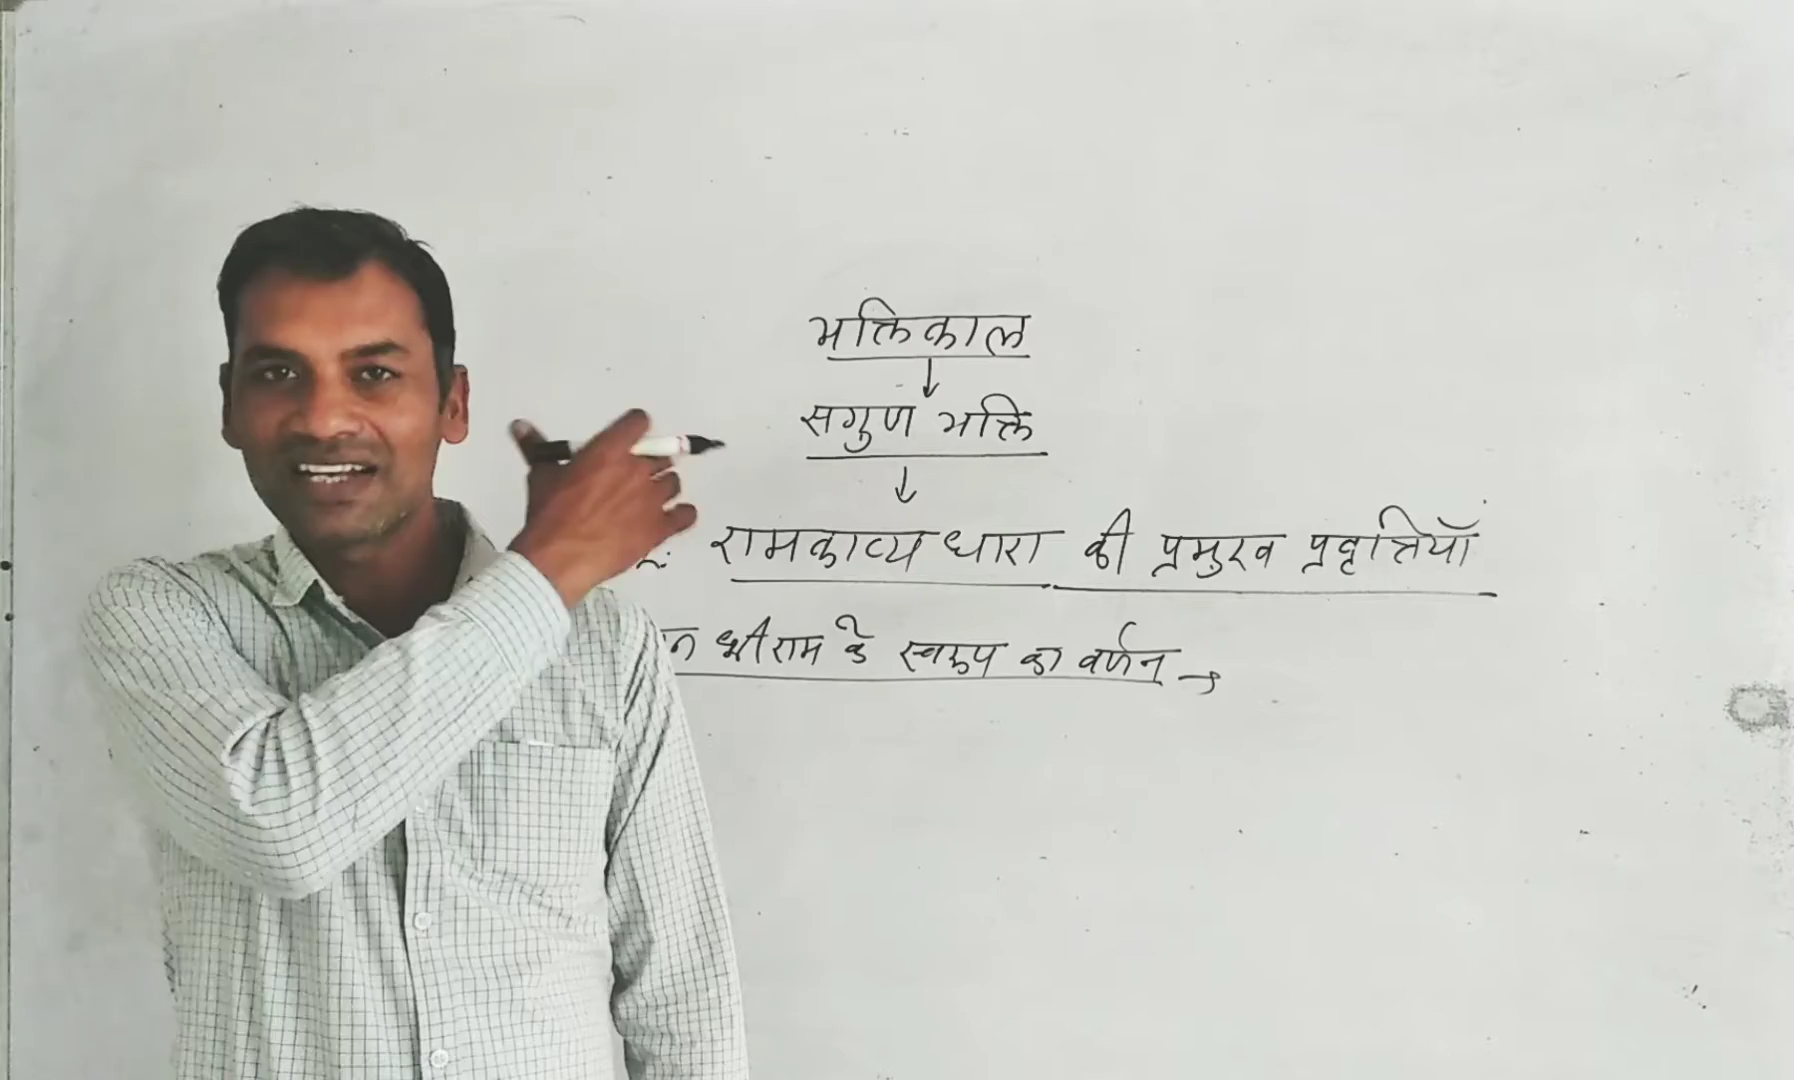 भक्तिकाल
सगुण भक्ति
रामकाव्य धारा की प्रमुख प्रवृत्तियाँ
श्रीराम के स्वरूप का वर्णन